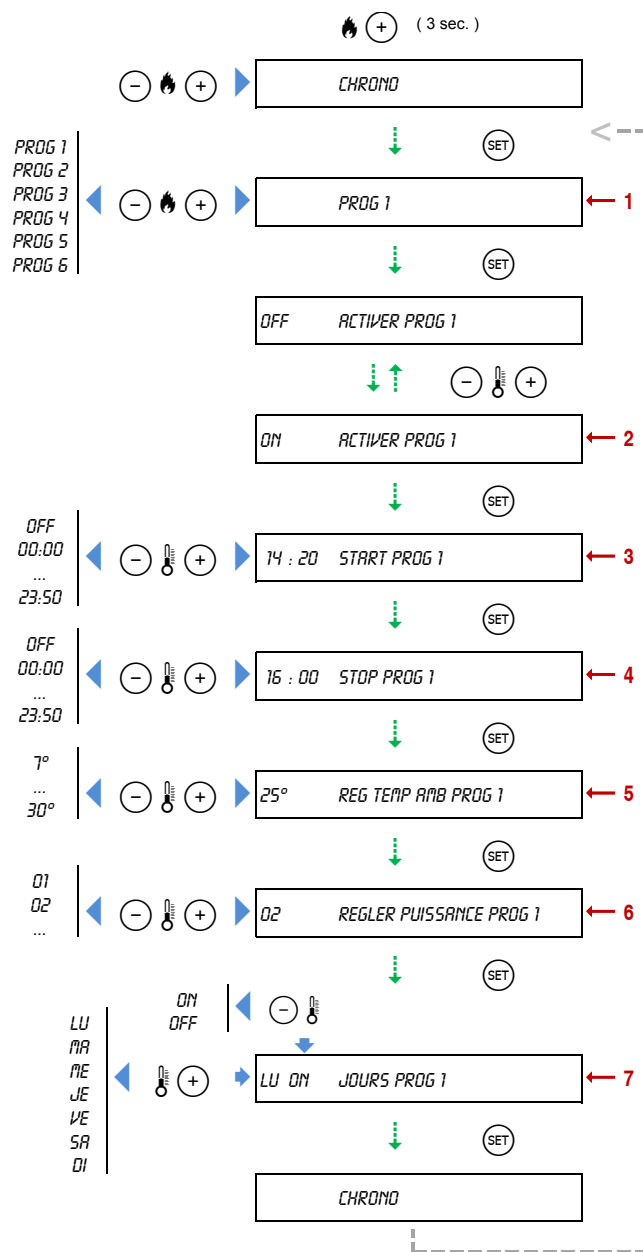 ( 3 sec. )
− + CHRONO
SET
<
PROG 1
PROG 2
PROG 3
PROG 4
PROG 5
PROG 6
− + PROG 1 1
SET
OFF ACTIVER PROG 1
− +
ON ACTIVER PROG 1 2
SET
OFF
00:00
...
23:50
− + 14 : 20 START PROG 1 3
SET
OFF
00:00
...
23:50
− + 16 : 00 STOP PROG 1 4
SET
7°
...
30°
− + 25° REG TEMP AMB PROG 1 5
SET
01
02
...
− + 02 REGLER PUISSANCE PROG 1 6
SET
ON
OFF
−
LU
MA
ME
JE
VE
SA
DI
+ LU ON JOURS PROG 1 7
SET
CHRONO